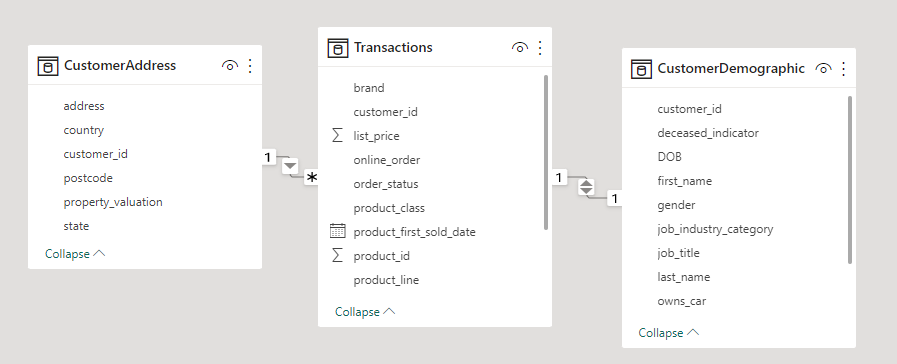 CustomerAddress
address
country
customer_id
postcode
property_valuation
state
Collapse
1
*
Transactions
brand
customer_id
list_price
online_order
order_status
product_class
product_first_sold_date
product_id
product_line
Collapse
1
1
CustomerDemographic
customer_id
deceased_indicator
DOB
first_name
gender
job_industry_category
job_title
last_name
owns_car
Collapse